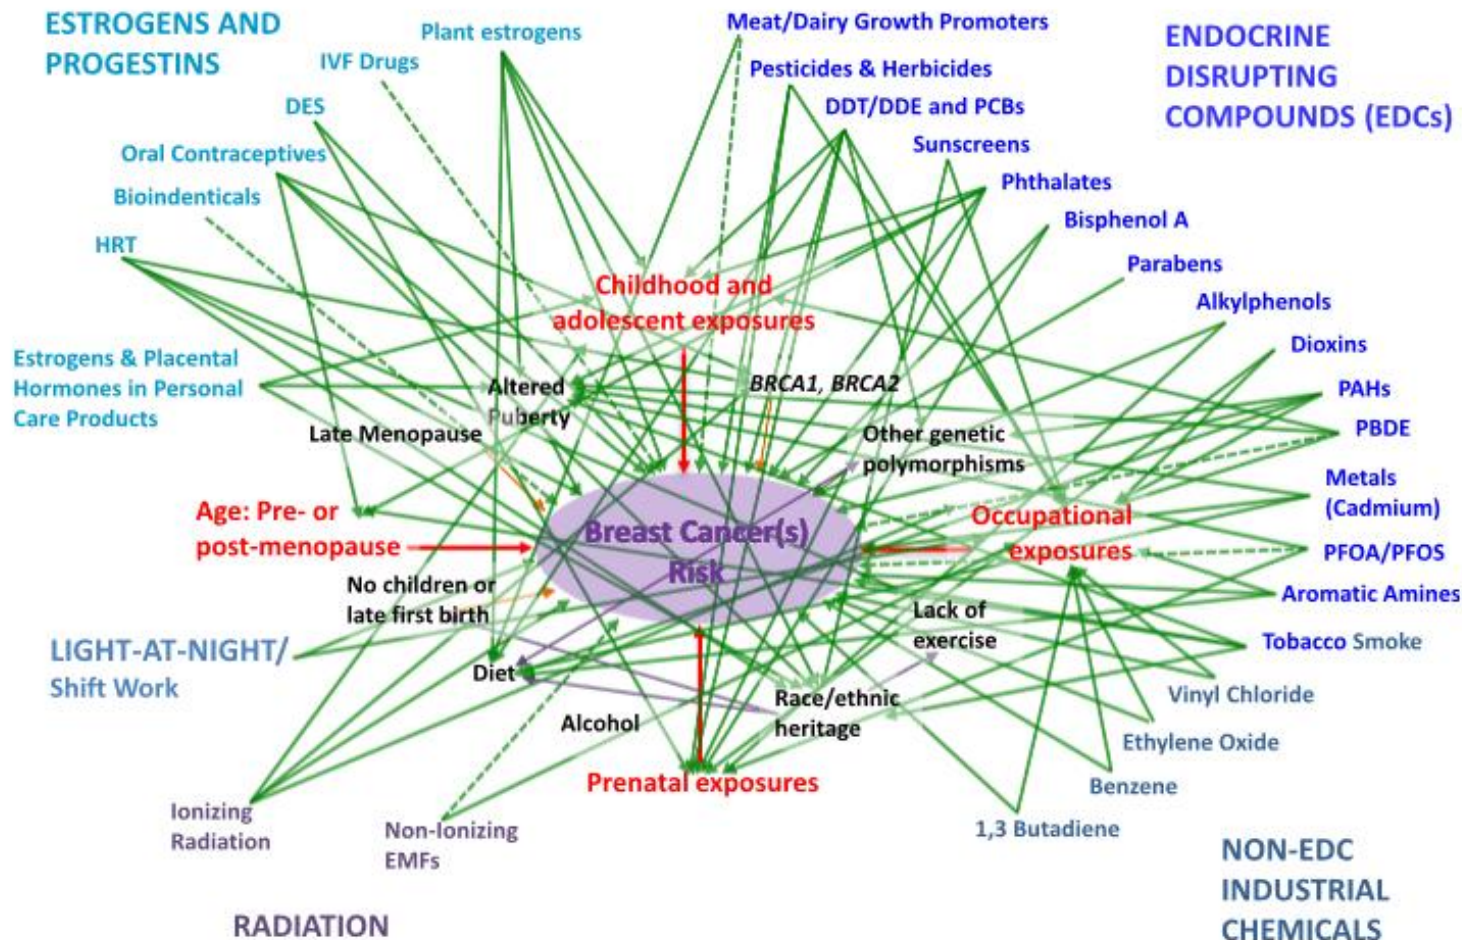 ESTROGENS AND
PROGESTINS
Plant estrogens
IVF Drugs
DES
Oral Contraceptives
Bioindenticals
HRT
Estrogens & Placental
Hormones in Personal
Care Products
Meat/Dairy Growth Promoters
Pesticides & Herbicides
DDT/DDE and PCBs
Sunscreens
Phthalates
Bisphenol A
Parabens
Alkylphenols
Dioxins
PAHs
PBDE
Metals
(Cadmium)
PFOA/PFOS
Aromatic Amines
Tobacco Smoke
Vinyl Chloride
Ethylene Oxide
Benzene
1,3 Butadiene
ENDOCRINE
DISRUPTING
COMPOUNDS (EDCs)
Childhood and
adolescent exposures
Altered
Puberty
BRCA1, BRCA2
Late Menopause
Other genetic
polymorphisms
Age: Pre- or
post-menopause
Breast Cancer(s)
Risk
Occupational
exposures
No children or
late first birth
Lack of
exercise
Diet
Alcohol
Race/ethnic
heritage
Prenatal exposures
LIGHT-AT-NIGHT/
Shift Work
Ionizing
Radiation
Non-Ionizing
EMFs
RADIATION
NON-EDC
INDUSTRIAL
CHEMICALS